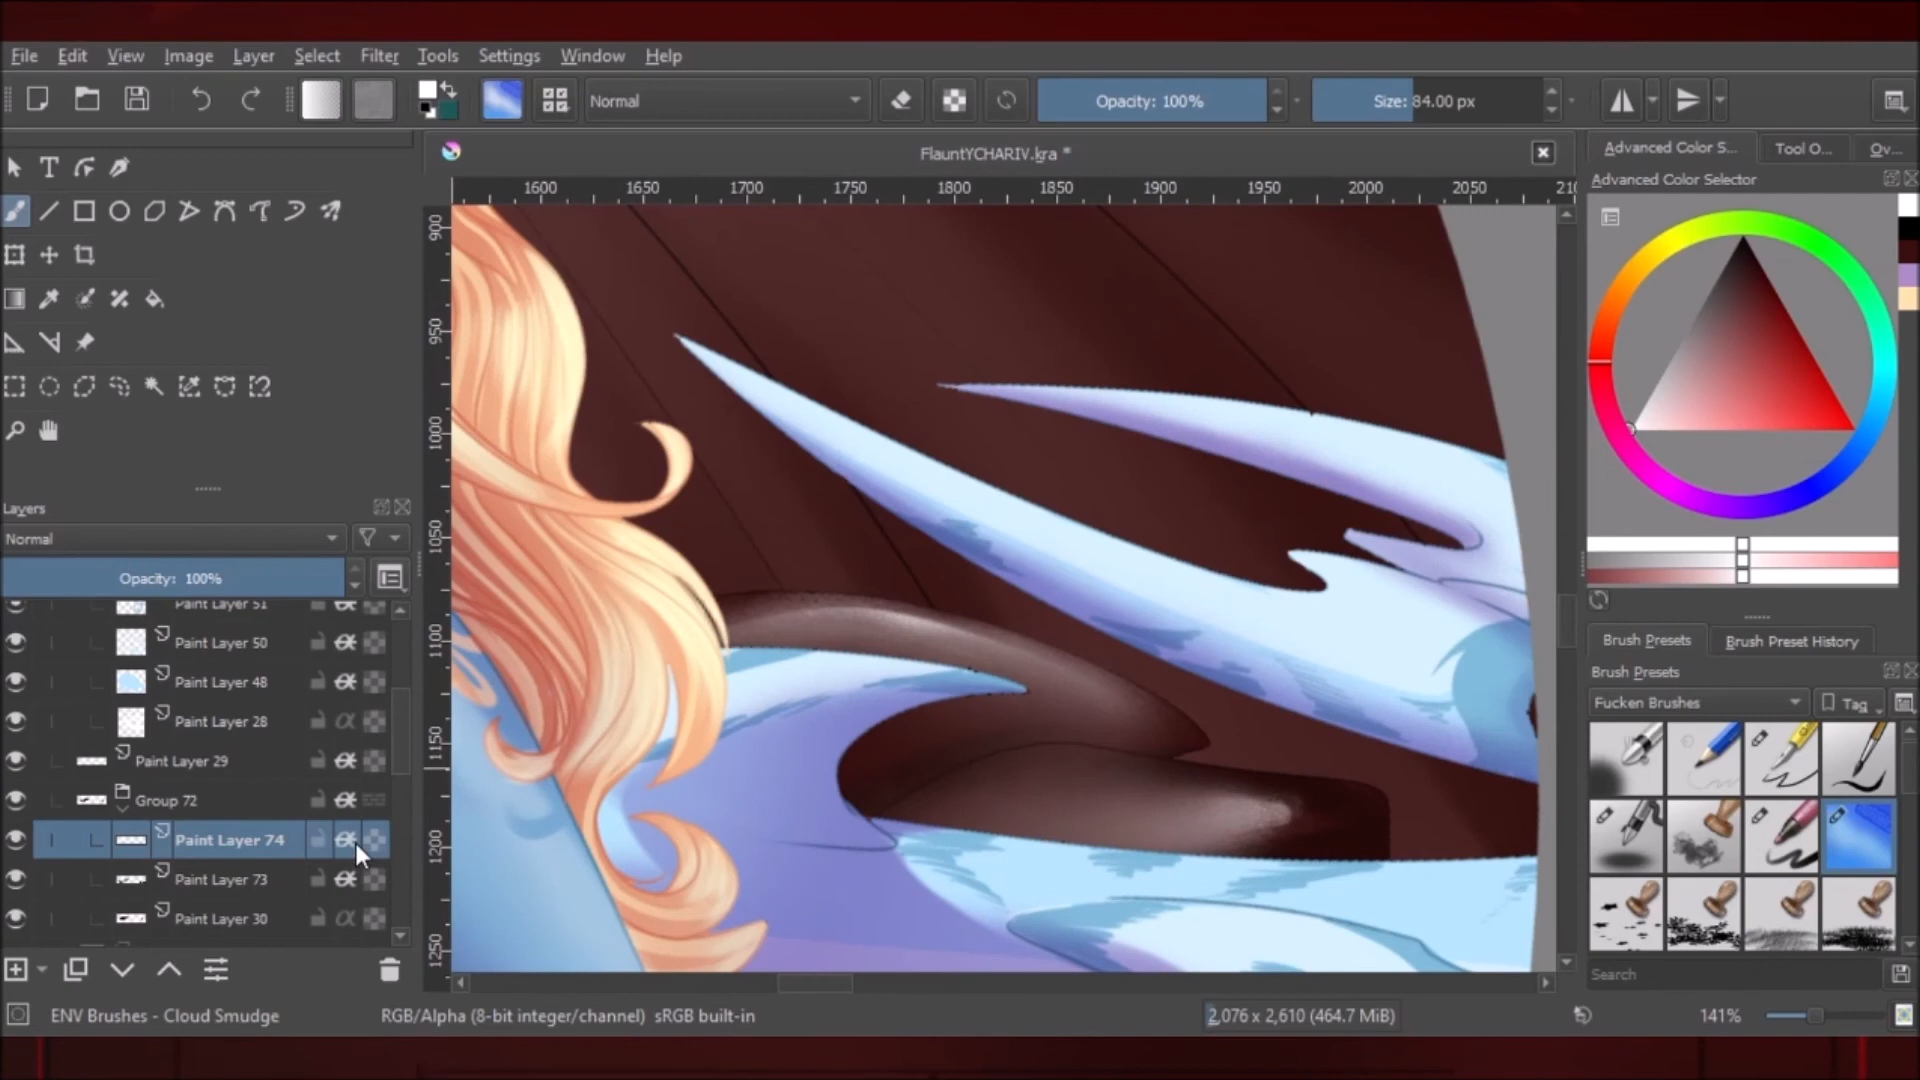 File Edit View Image Layer Select Filter Tools Settings Window Help
Normal
Opacity: 100%
Size: 84.00 px
FlauntYCHARIV.kra *
Advanced Color S...
Tool O...
Ov...
Advanced Color Selector
1600 1650 1700 1750 1800 1850 1900 1950 2000 2050 210
900
950
1000
1050
1100
1150
1200
1250
Layers
Normal
Opacity: 100%
Paint Layer 51
Paint Layer 50
Paint Layer 48
Paint Layer 28
Paint Layer 29
Group 72
Paint Layer 74
Paint Layer 73
Paint Layer 30
Brush Presets
Brush Preset History
Brush Presets
Fucken Brushes
Tag
Search
ENV Brushes - Cloud Smudge
RGB/Alpha (8-bit integer/channel) sRGB built-in
2,076 x 2,610 (464.7 MiB)
141%